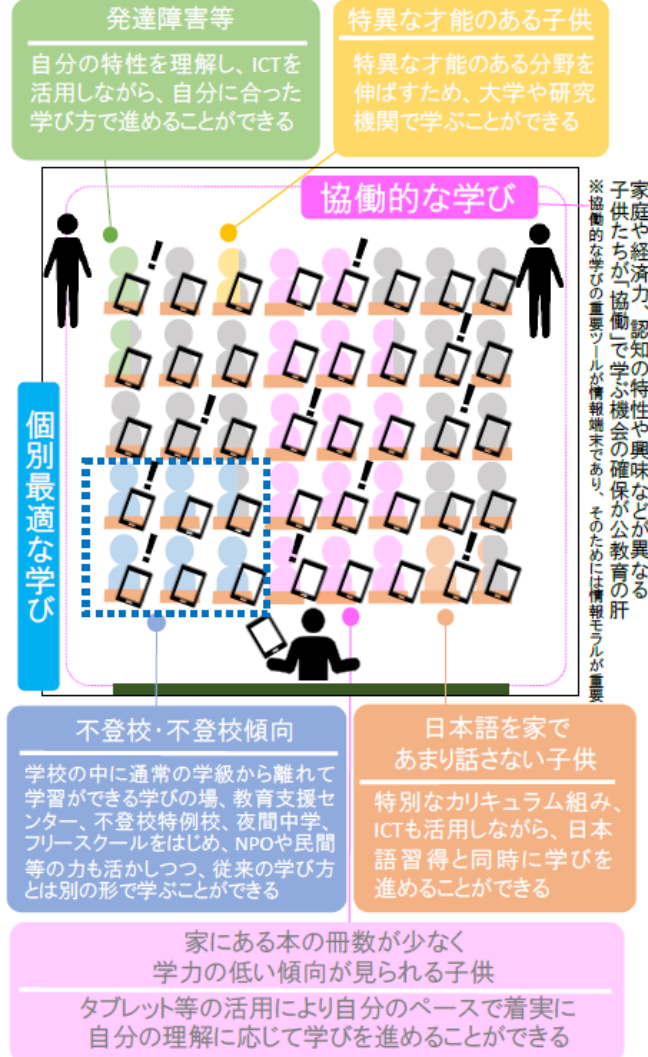 発達障害等
自分の特性を理解し、ICTを
活用しながら、自分に合った
学び方で進めることができる
特異な才能のある子供
特異な才能のある分野を
伸ばすため、大学や研究
機関で学ぶことができる
協働的な学び
家庭や経済力、認知の特性や興味などが異なる
子供たちが「協働」で学ぶ機会の確保が公教育の肝
※協働的な学びの重要ツールが情報端末であり、そのためには情報モラルが重要
個別最適な学び
!
!
!
!
!
!
!
!
!
!
不登校・不登校傾向
学校の中に通常の学級から離れて
学習ができる学びの場、教育支援セ
ンター、不登校特例校、夜間中学、
フリースクールをはじめ、NPOや民間
等の力も活かしつつ、従来の学び方
とは別の形で学ぶことができる
日本語を家で
あまり話さない子供
特別なカリキュラム組み、
ICTも活用しながら、日本
語習得と同時に学びを
進めることができる
家にある本の冊数が少なく
学力の低い傾向が見られる子供
タブレット等の活用により自分のペースで着実に
自分の理解に応じて学びを進めることができる